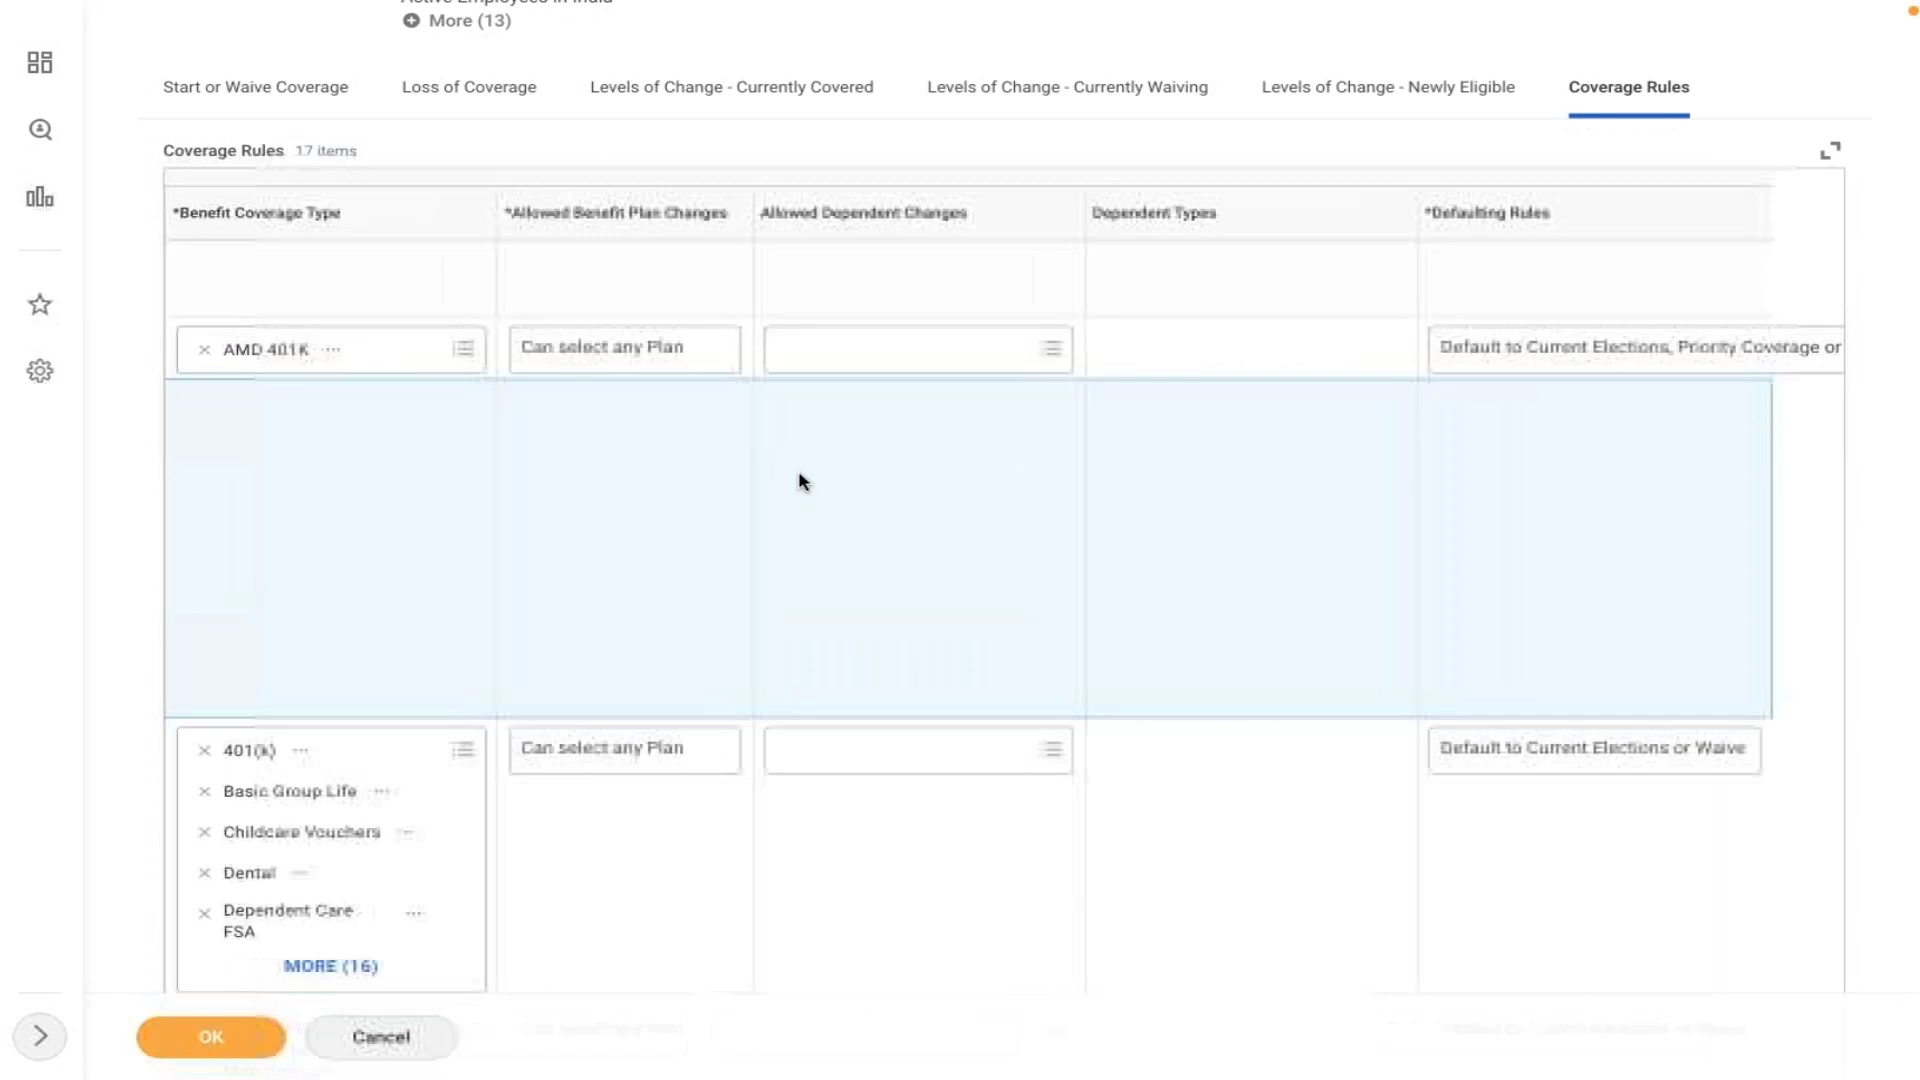 Active Employees in India
More (13)
Start or Waive Coverage
Loss of Coverage
Levels of Change - Currently Covered
Levels of Change - Currently Waiving
Levels of Change - Newly Eligible
Coverage Rules
Coverage Rules 17 items
*Benefit Coverage Type
*Allowed Benefit Plan Changes
Allowed Dependent Changes
Dependent Types
*Defaulting Rules
AMD 401K
Can select any Plan
Default to Current Elections, Priority Coverage or
401(k)
Can select any Plan
Default to Current Elections or Waive
Basic Group Life
Childcare Vouchers
Dental
Dependent Care
FSA
MORE (16)
OK
Cancel